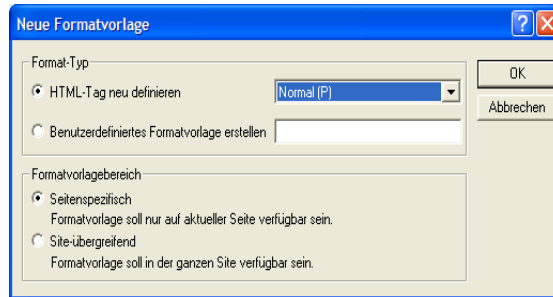 Neue Formatvorlage
Format-Typ
HTML-Tag neu definieren
Normal (P)
Benutzerdefiniertes Formatvorlage erstellen
OK
Abbrechen
Formatvorlagebereich
Seitenspezifisch
Formatvorlage soll nur auf aktueller Seite verfügbar sein.
Site-übergreifend
Formatvorlage soll in der ganzen Site verfügbar sein.